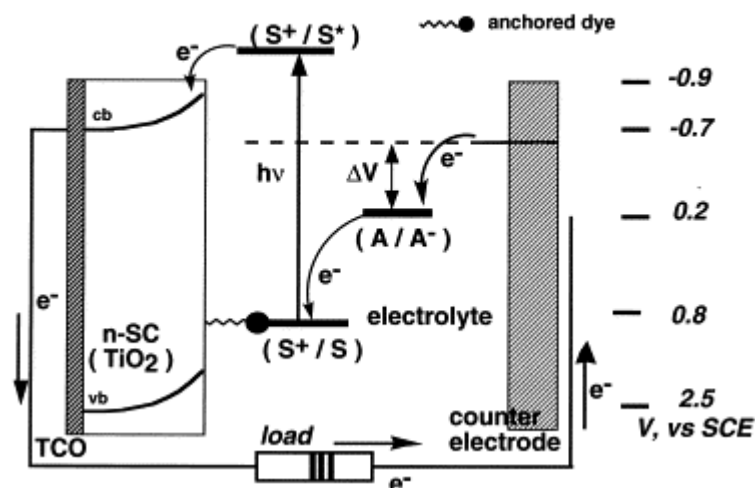 (S+ / S*)
anchored dye
e-
cb
-0.9
-0.7
hν
ΔV
e-
0.2
(A / A-)
e-
e-
n-SC
(TiO2)
electrolyte
0.8
(S+ / S)
vb
e-
counter
electrode
2.5
V, vs SCE
TCO
load
e-